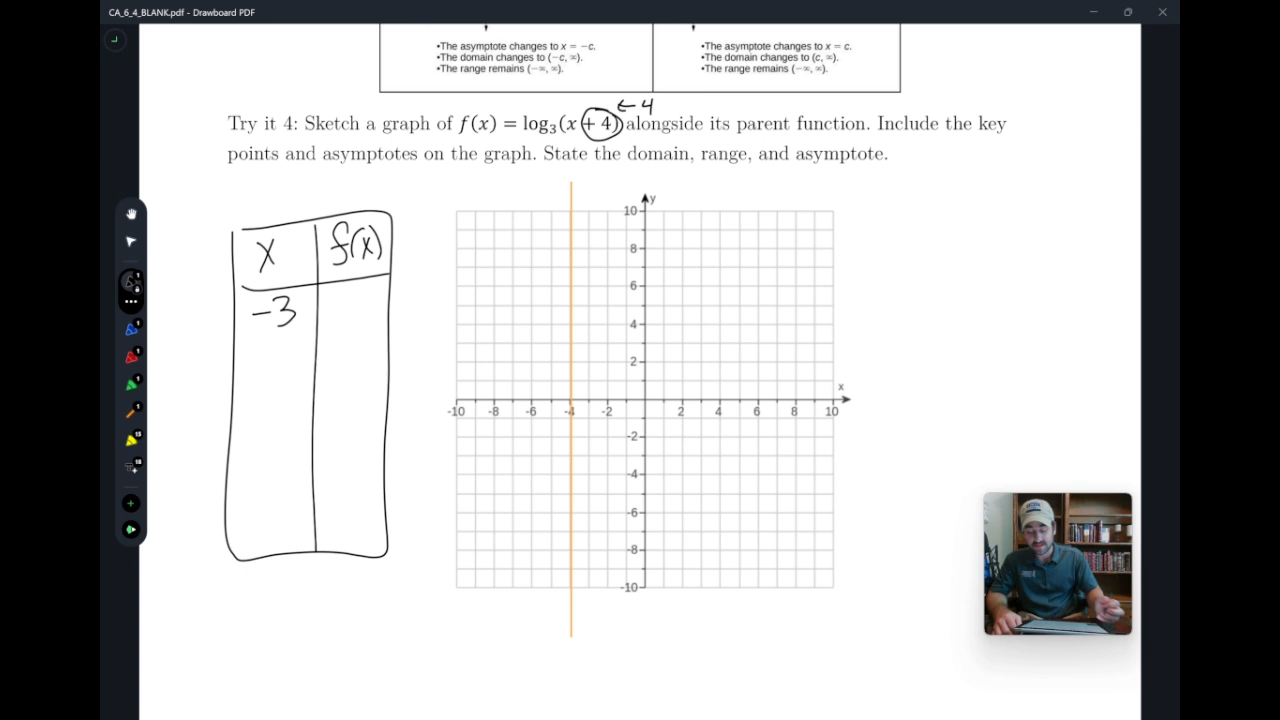 CA_6_4_BLANK.pdf - Drawboard PDF
•The asymptote changes to x = −c.
•The domain changes to (−c, ∞).
•The range remains (−∞, ∞).
•The asymptote changes to x = c.
•The domain changes to (c, ∞).
•The range remains (−∞, ∞).
←4
Try it 4: Sketch a graph of f(x) = log₃(x + 4) alongside its parent function. Include the key
points and asymptotes on the graph. State the domain, range, and asymptote.
x f(x)
-3
y
10
8
6
4
2
x
-10 -8 -6 -4 -2 2 4 6 8 10
-2
-4
-6
-8
-10